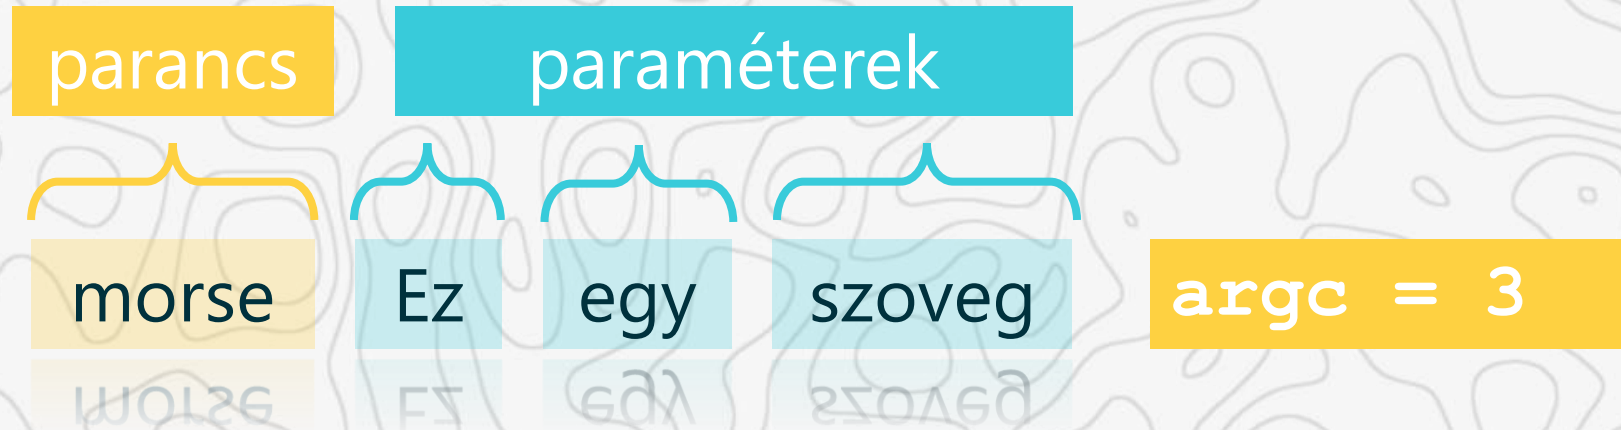 parancs paraméterek
morse Ez egy szoveg argc = 3